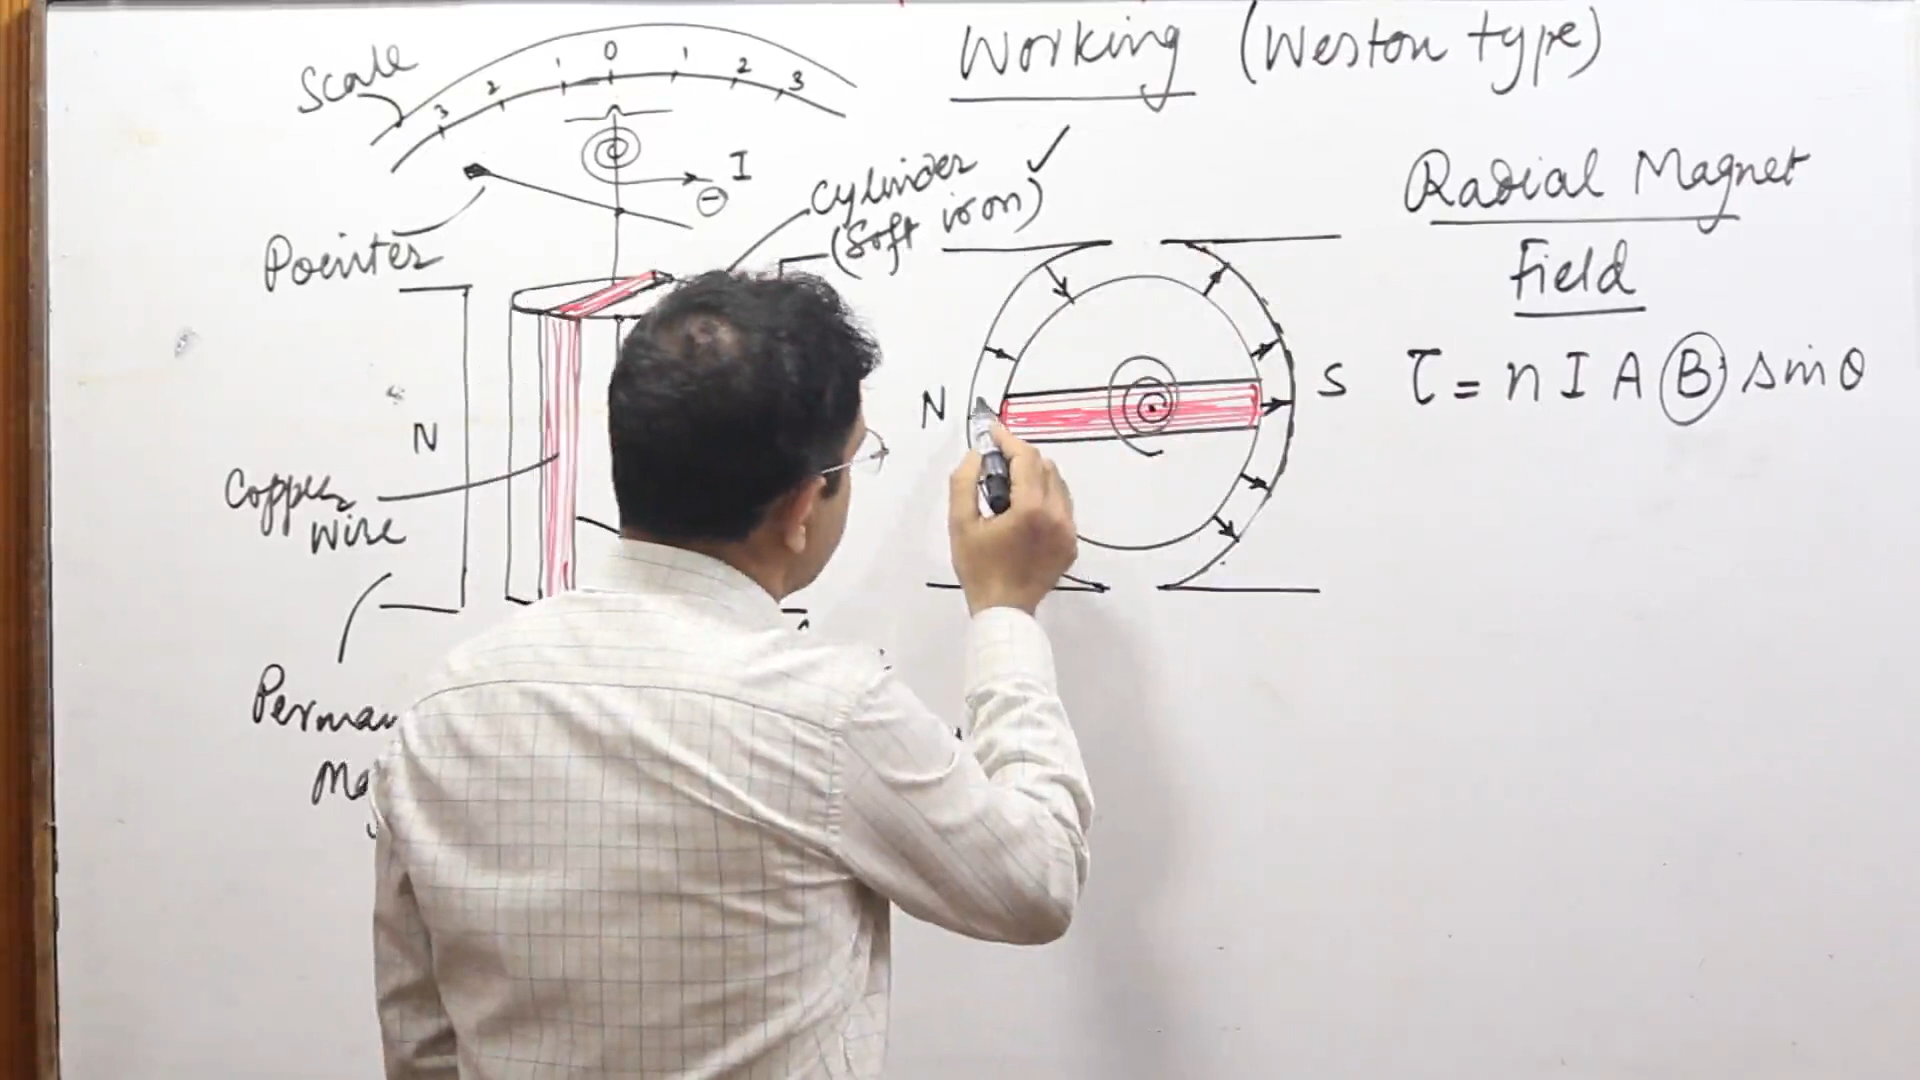 Working (Weston type)
Scale
3 2 1 0 1 2 3
I
⊖
Cylinder ✓
(Soft iron)
Pointer
Radial Magnet
Field
N
Copper
Wire
N
S
τ = n I A B sin θ